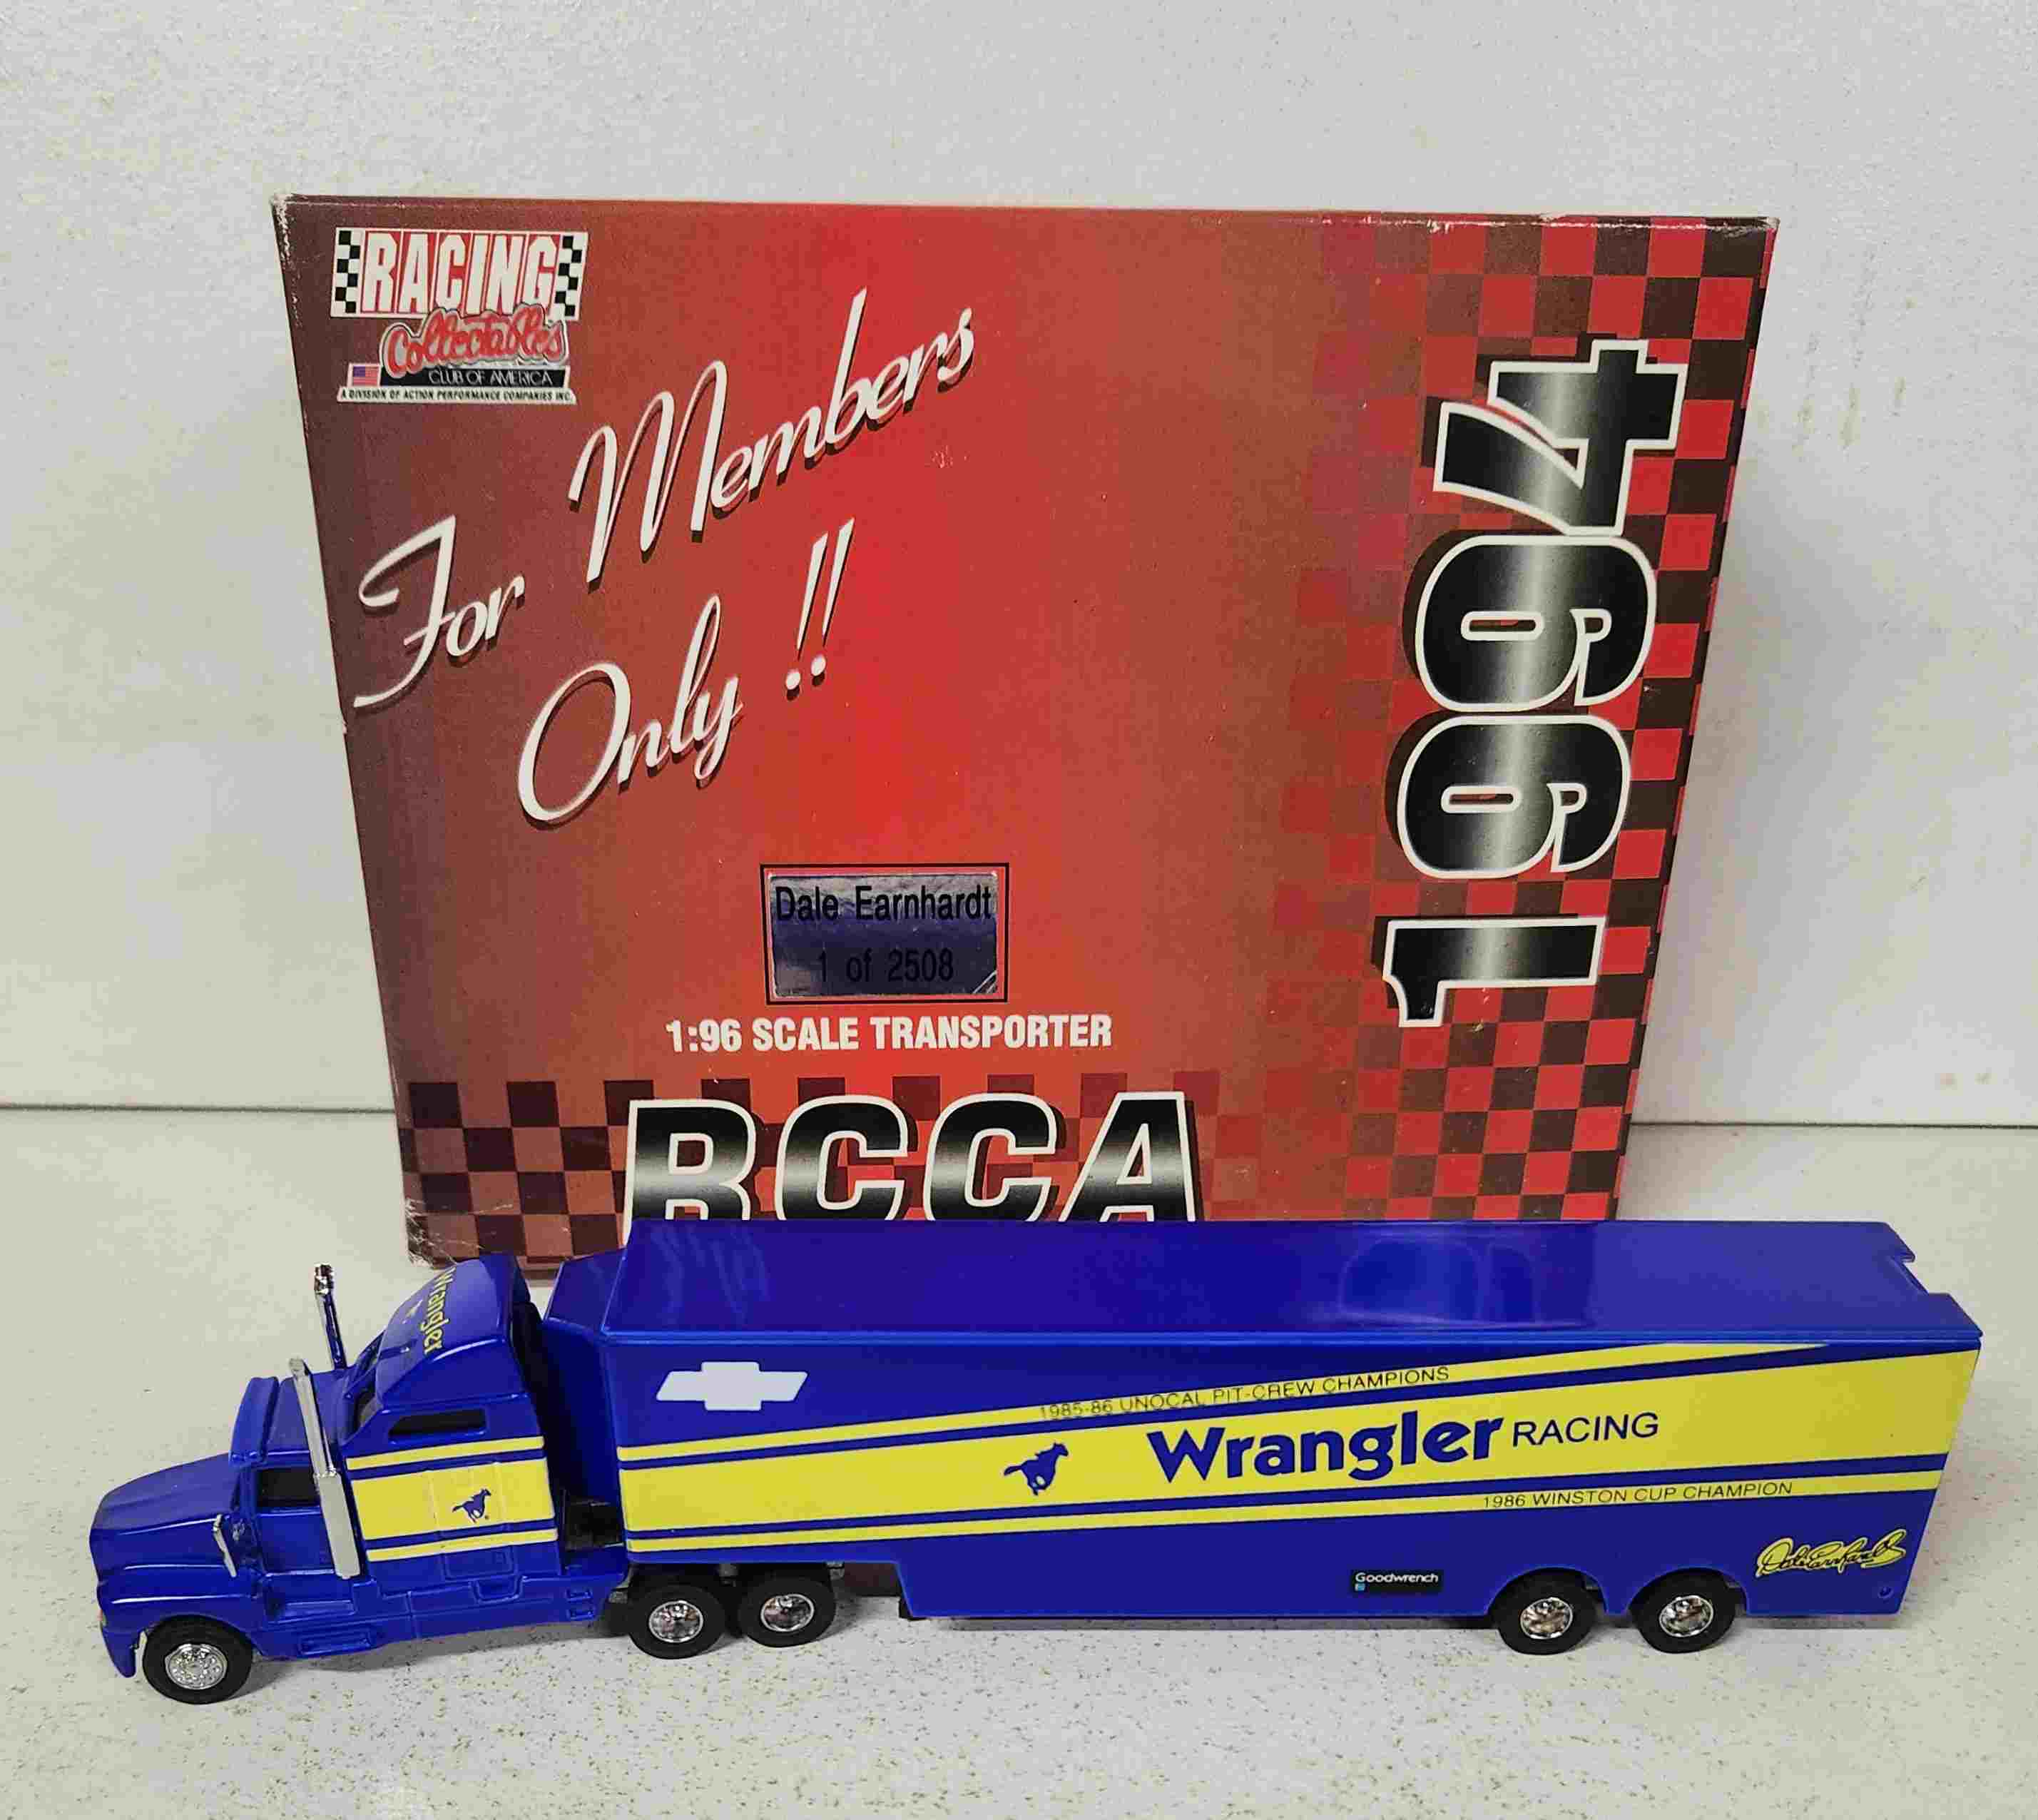 RACING
Collectables
CLUB OF AMERICA
A DIVISION OF ACTION PERFORMANCE COMPANIES INC.
For Members
Only !!
1994
Dale Earnhardt
1 of 2508
1:96 SCALE TRANSPORTER
RCCA
Wrangler
1985-86 UNOCAL PIT-CREW CHAMPIONS
Wrangler RACING
1986 WINSTON CUP CHAMPION
Goodwrench
Dale Earnhardt